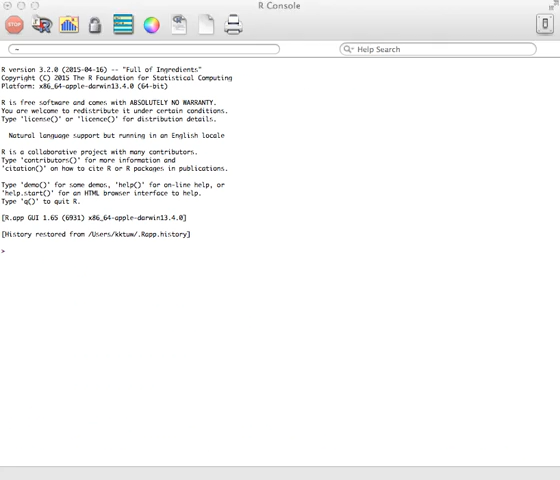 R Console
STOP
~
Help Search
R version 3.2.0 (2015-04-16) -- "Full of Ingredients"
Copyright (C) 2015 The R Foundation for Statistical Computing
Platform: x86_64-apple-darwin13.4.0 (64-bit)
R is free software and comes with ABSOLUTELY NO WARRANTY.
You are welcome to redistribute it under certain conditions.
Type 'license()' or 'licence()' for distribution details.
Natural language support but running in an English locale
R is a collaborative project with many contributors.
Type 'contributors()' for more information and
'citation()' on how to cite R or R packages in publications.
Type 'demo()' for some demos, 'help()' for on-line help, or
'help.start()' for an HTML browser interface to help.
Type 'q()' to quit R.
[R.app GUI 1.65 (6931) x86_64-apple-darwin13.4.0]
[History restored from /Users/kktuw/.Rapp.history]
>